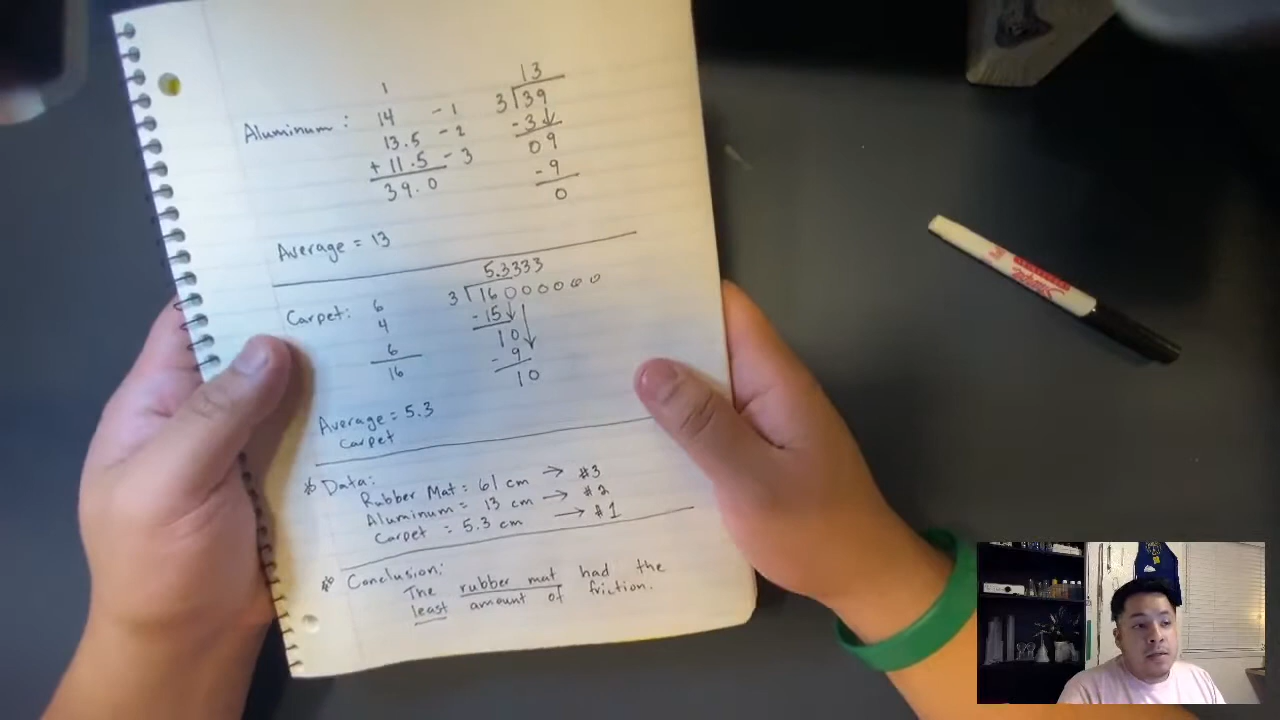 1
Aluminum: 14 - 1
13.5 - 2
+ 11.5 - 3
39.0
13
3 39
- 3
09
- 9
0
Average = 13
Carpet: 6
4
6
16
5.3333
3 16000000
- 15
10
- 9
10
Average = 5.3
Carpet
* Data:
Rubber Mat = 61 cm → #3
Aluminum = 13 cm → #2
Carpet = 5.3 cm → #1
* Conclusion:
The rubber mat had the
least amount of friction.
Sharpie